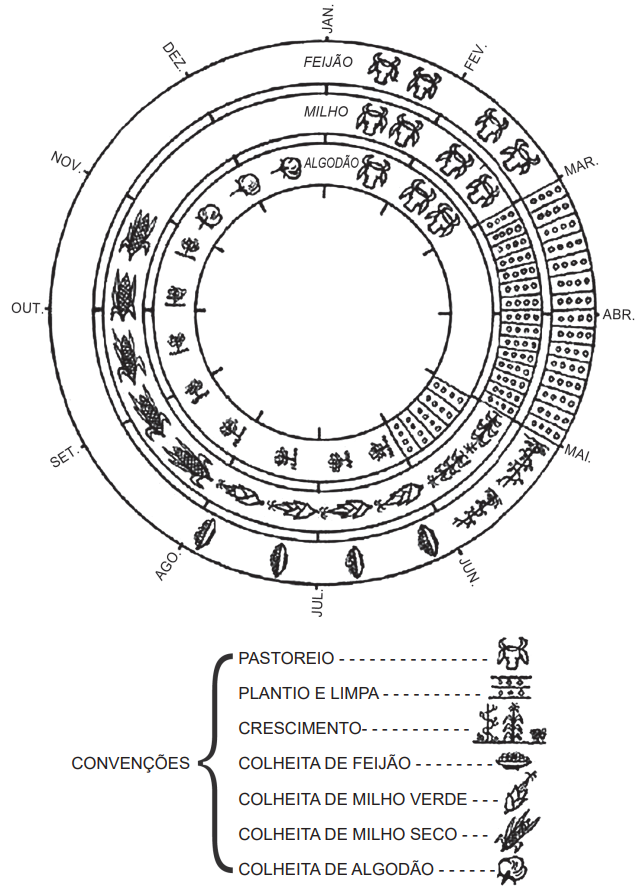 JAN.
FEV.
MAR.
ABR.
MAI.
JUN.
JUL.
AGO.
SET.
OUT.
NOV.
DEZ.
FEIJÃO
MILHO
ALGODÃO
CONVENÇÕES
PASTOREIO
PLANTIO E LIMPA
CRESCIMENTO
COLHEITA DE FEIJÃO
COLHEITA DE MILHO VERDE
COLHEITA DE MILHO SECO
COLHEITA DE ALGODÃO